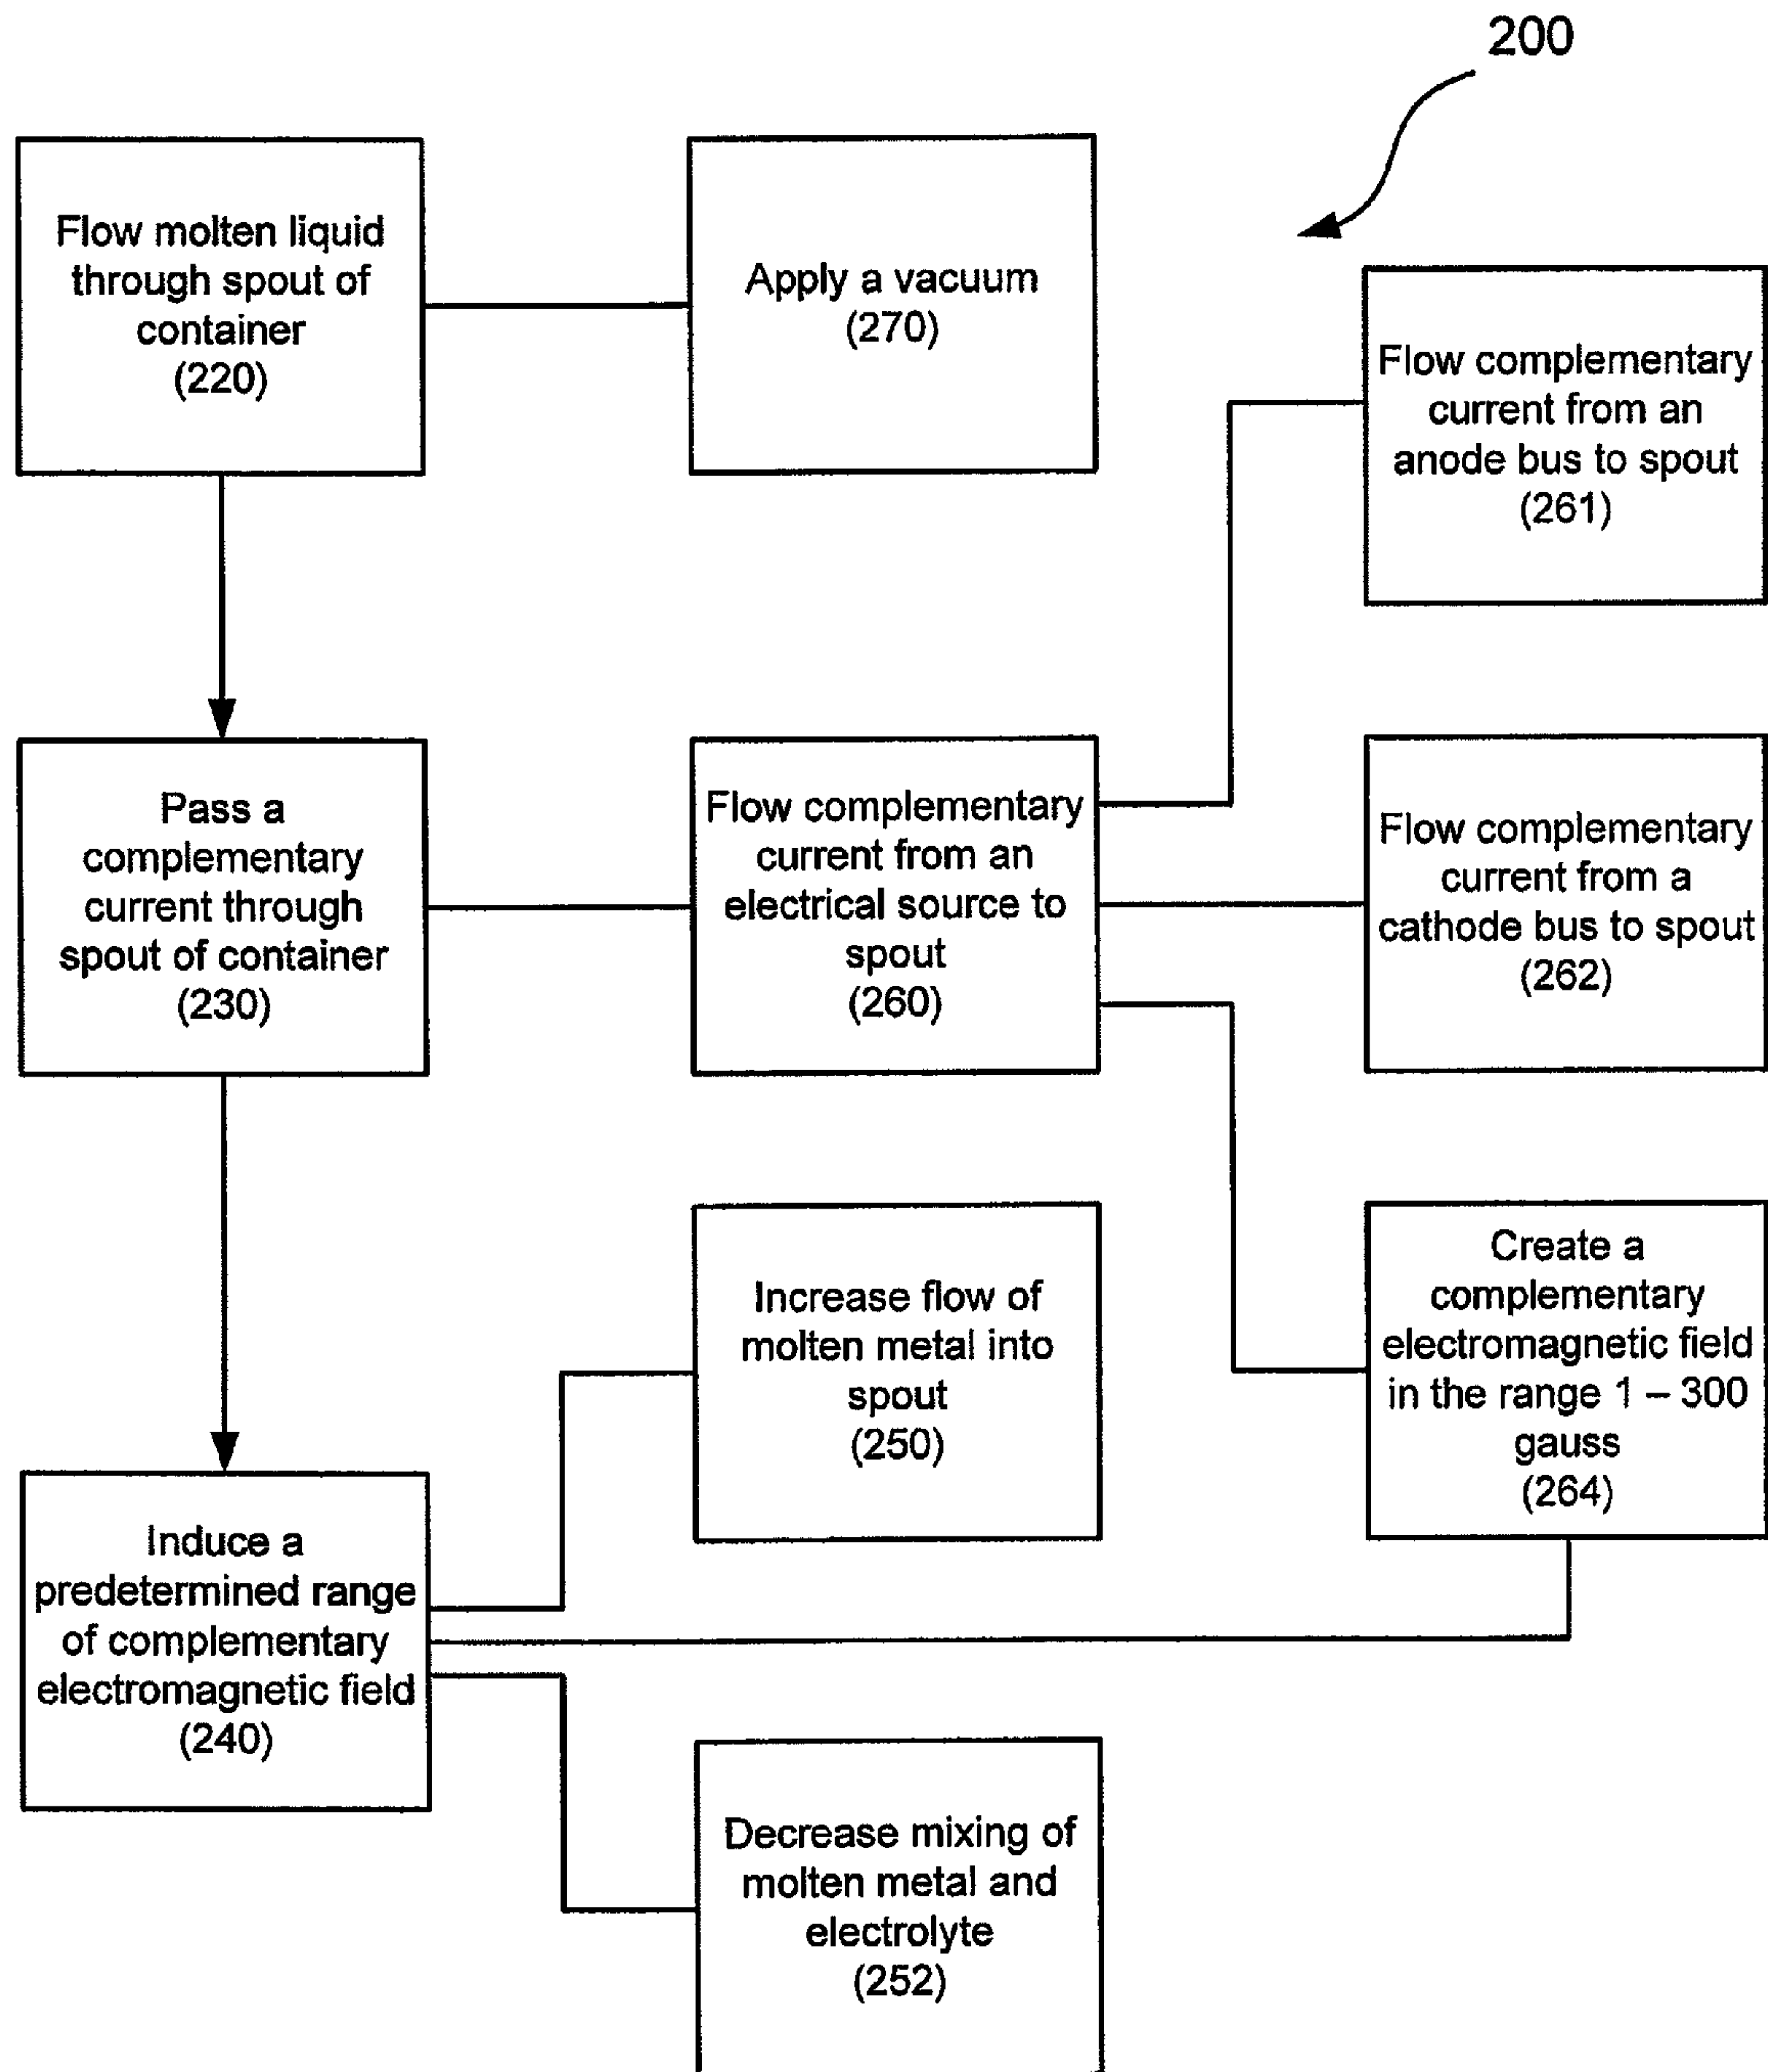 200
Flow molten liquid
through spout of
container
(220)
Apply a vacuum
(270)
Flow complementary
current from an
anode bus to spout
(261)
Pass a
complementary
current through
spout of container
(230)
Flow complementary
current from an
electrical source to
spout
(260)
Flow complementary
current from a
cathode bus to spout
(262)
Increase flow of
molten metal into
spout
(250)
Create a
complementary
electromagnetic field
in the range 1 – 300
gauss
(264)
Induce a
predetermined range
of complementary
electromagnetic field
(240)
Decrease mixing of
molten metal and
electrolyte
(252)